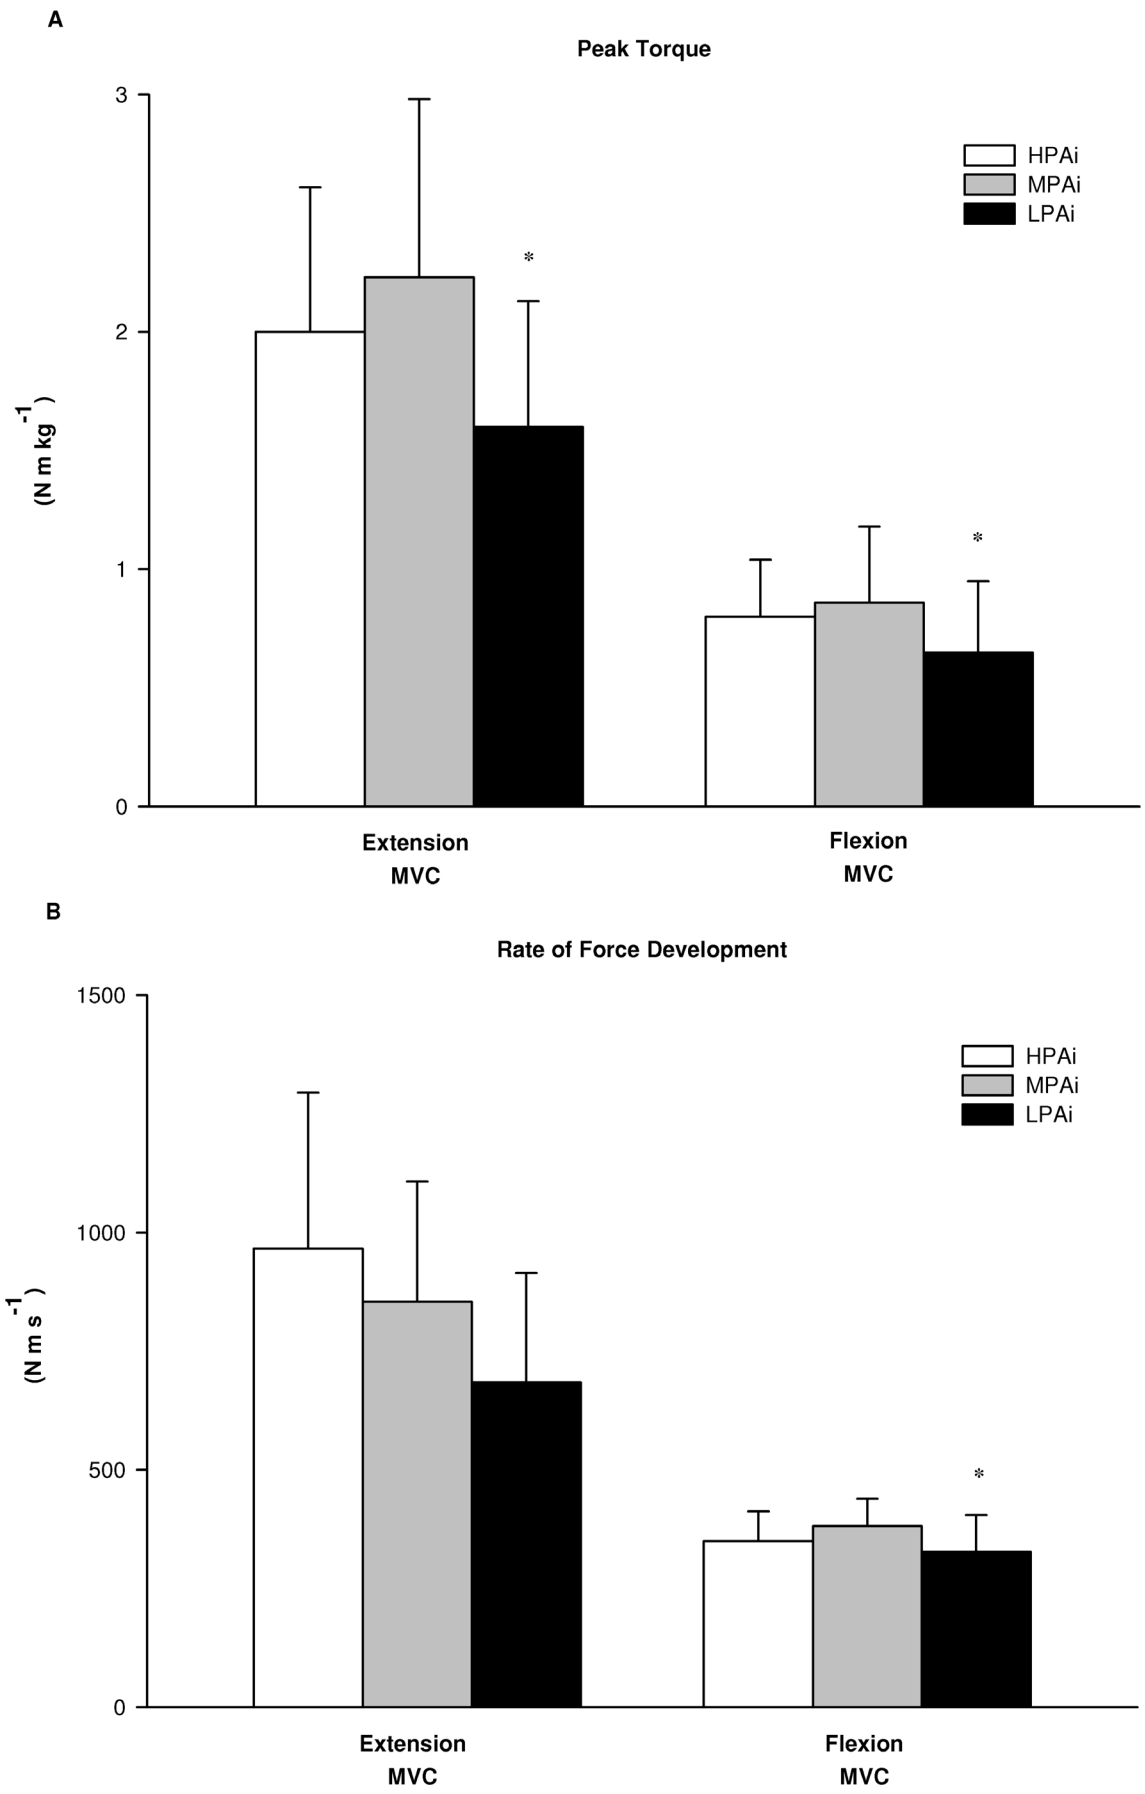 A
Peak Torque
3
2
1
0
(N m kg⁻¹)
HPAi
MPAi
LPAi
*
*
Extension
MVC
Flexion
MVC
B
Rate of Force Development
1500
1000
500
0
(N m s⁻¹)
HPAi
MPAi
LPAi
*
Extension
MVC
Flexion
MVC